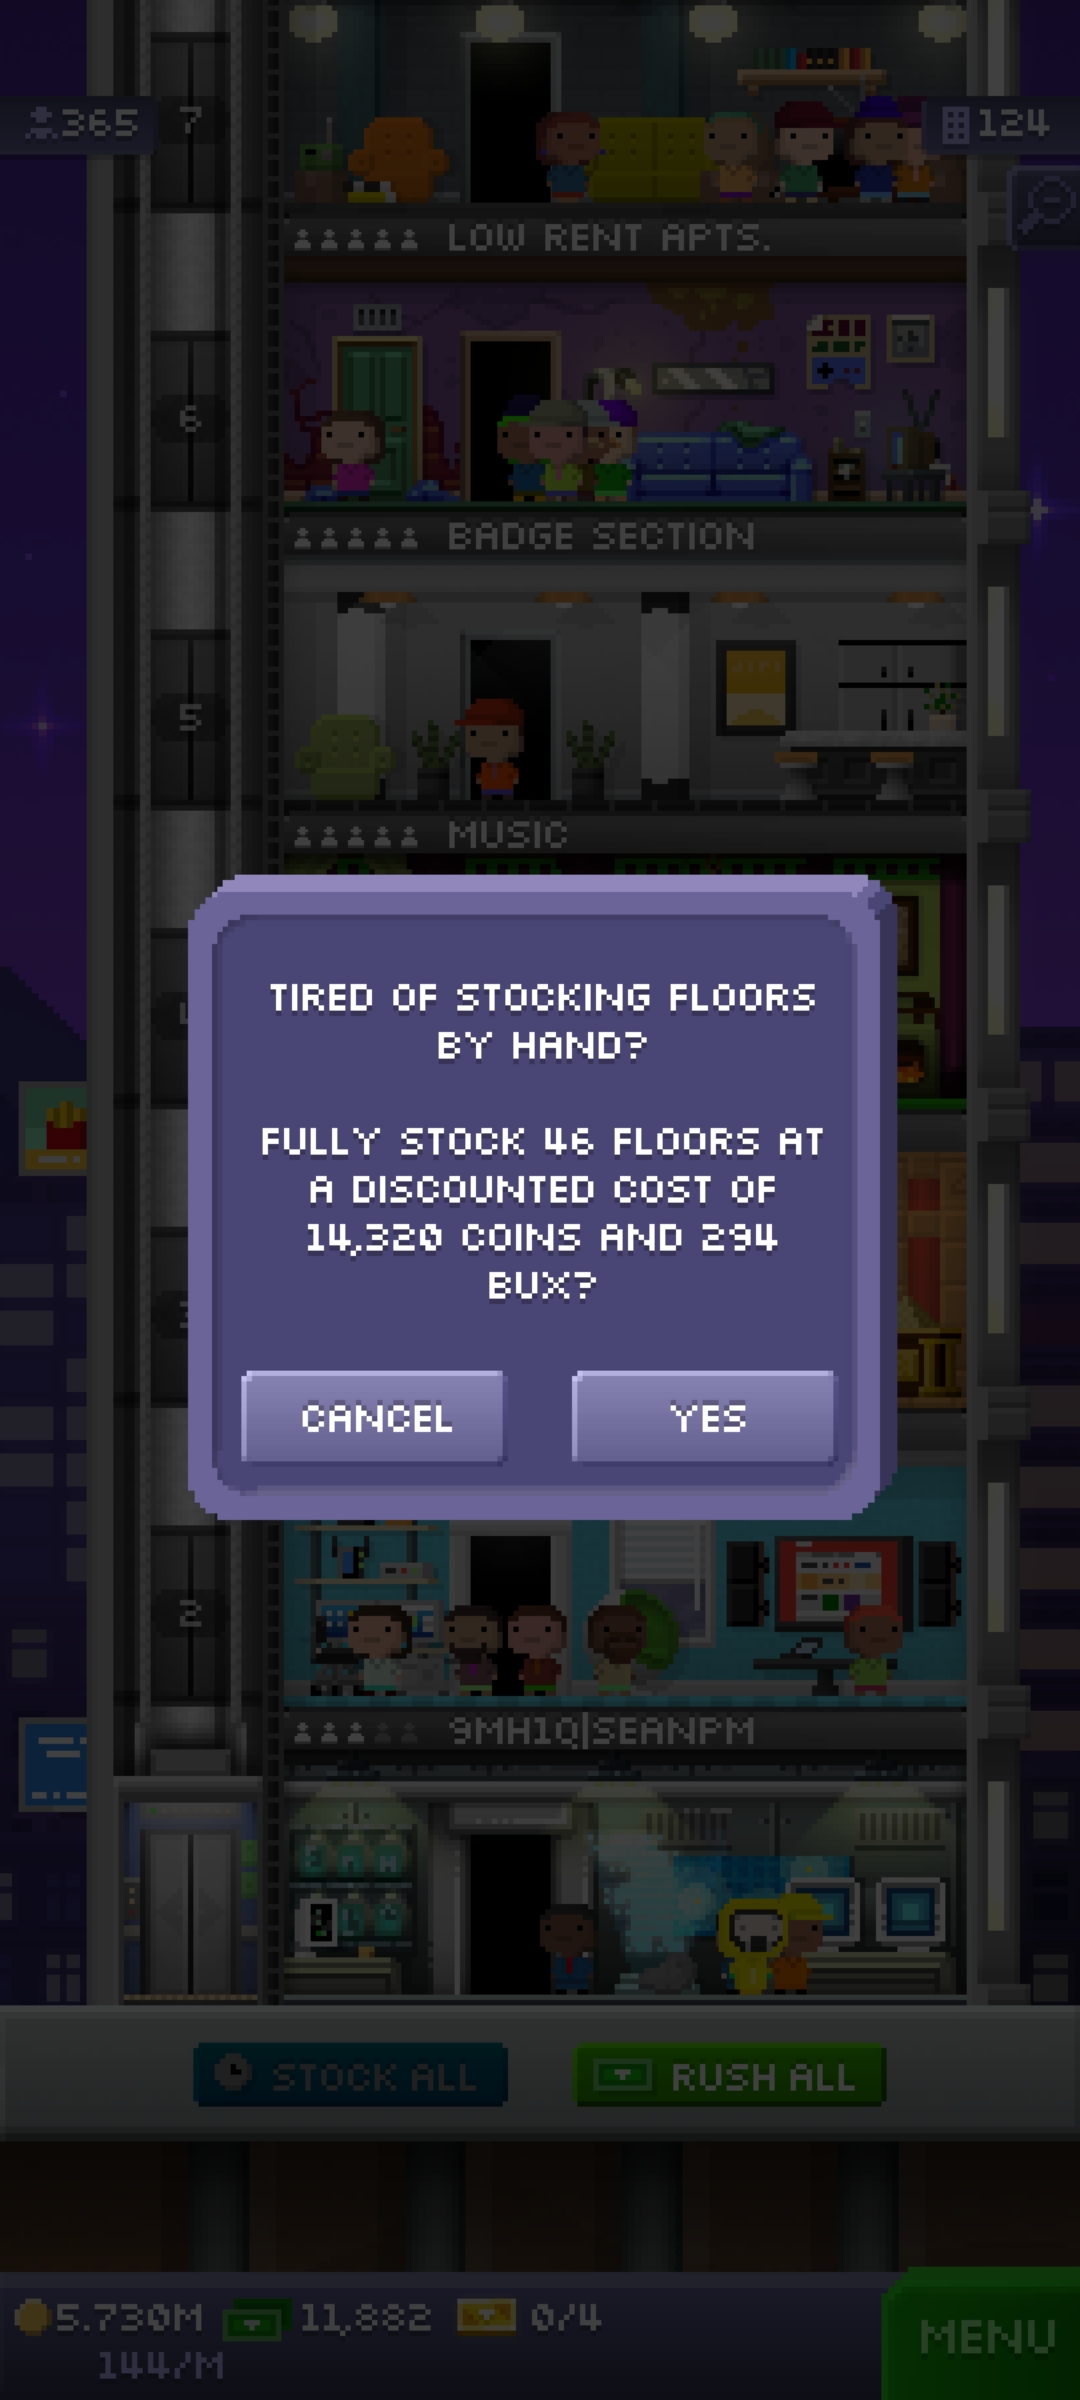 365
7
124
LOW RENT APTS.
6
BADGE SECTION
5
MUSIC
TIRED OF STOCKING FLOORS
BY HAND?
FULLY STOCK 46 FLOORS AT
A DISCOUNTED COST OF
14,320 COINS AND 294
BUX?
CANCEL
YES
2
9MH1Q|SEANPM
STOCK ALL
RUSH ALL
5.730M
11,882
0/4
144/M
MENU